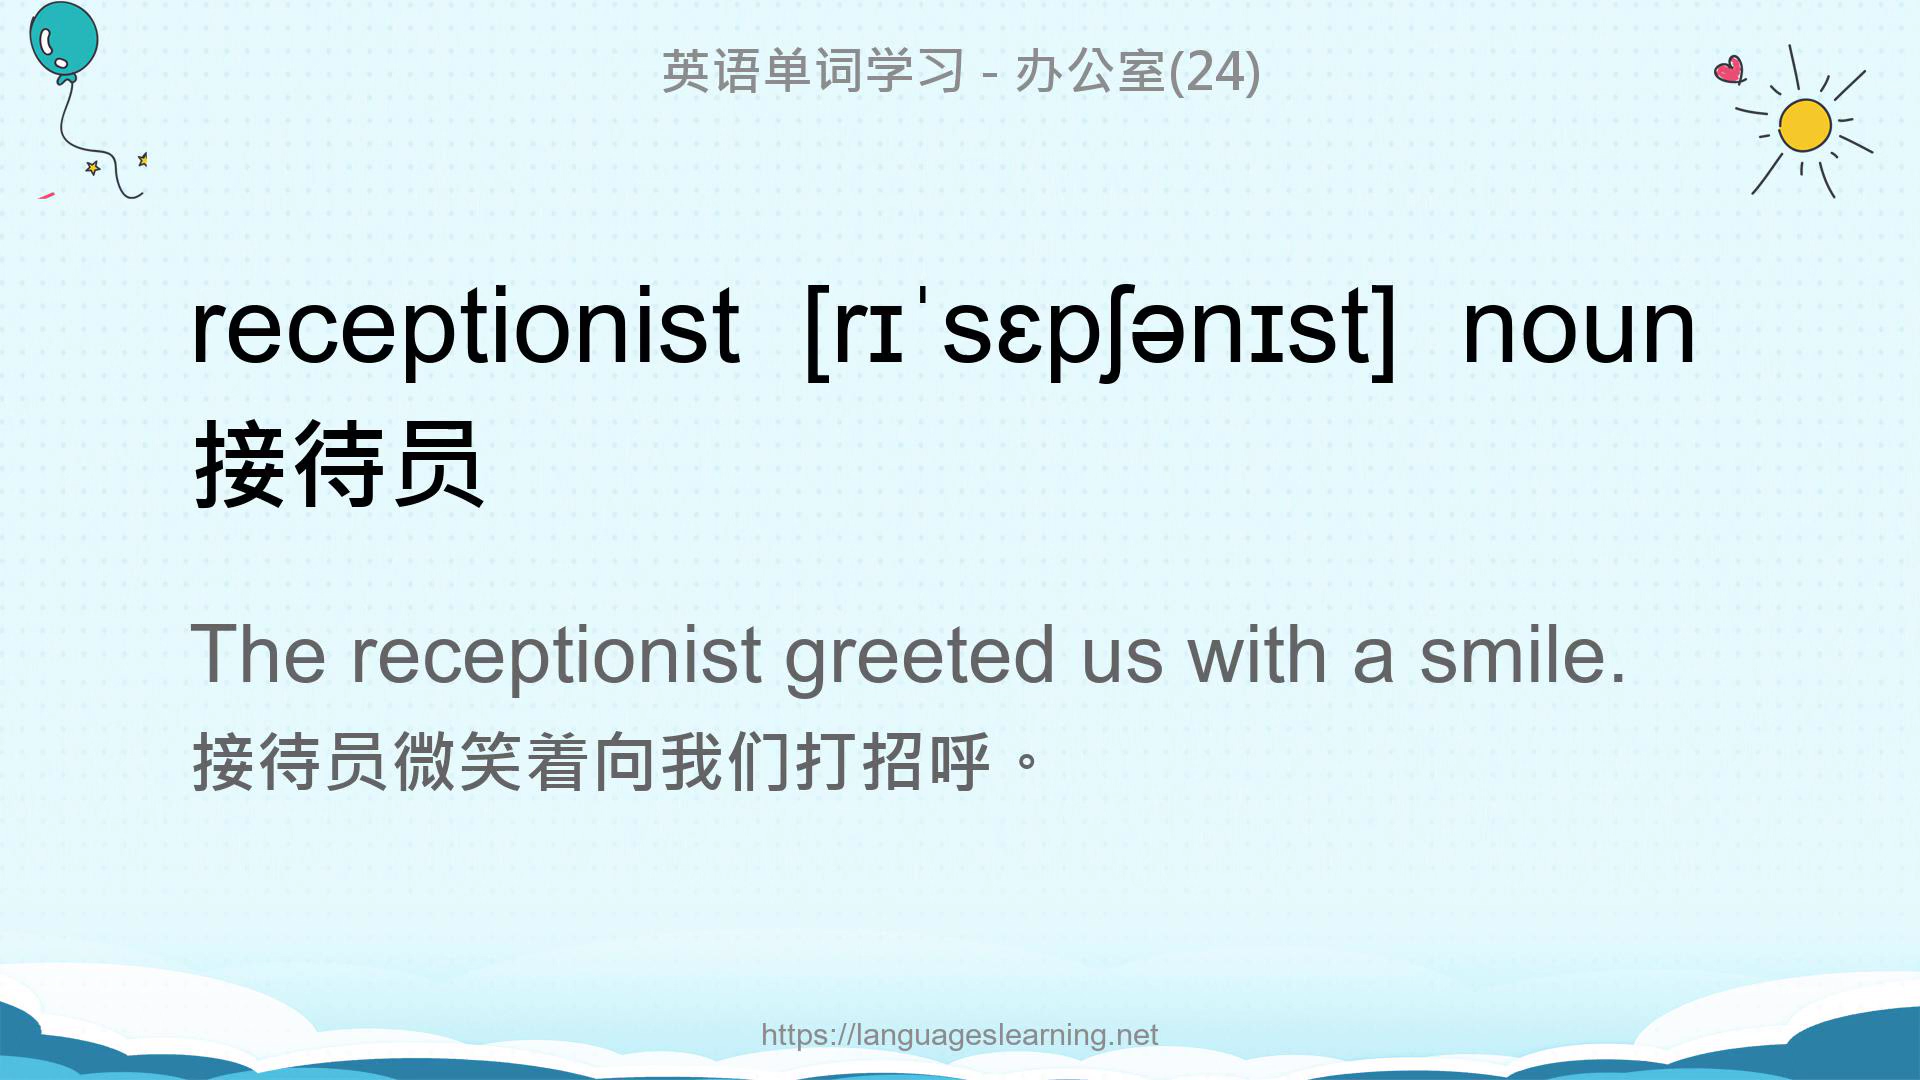 英语单词学习 - 办公室(24)
receptionist [rɪˈsɛpʃənɪst] noun
接待员
The receptionist greeted us with a smile.
接待员微笑着向我们打招呼。
https://languageslearning.net